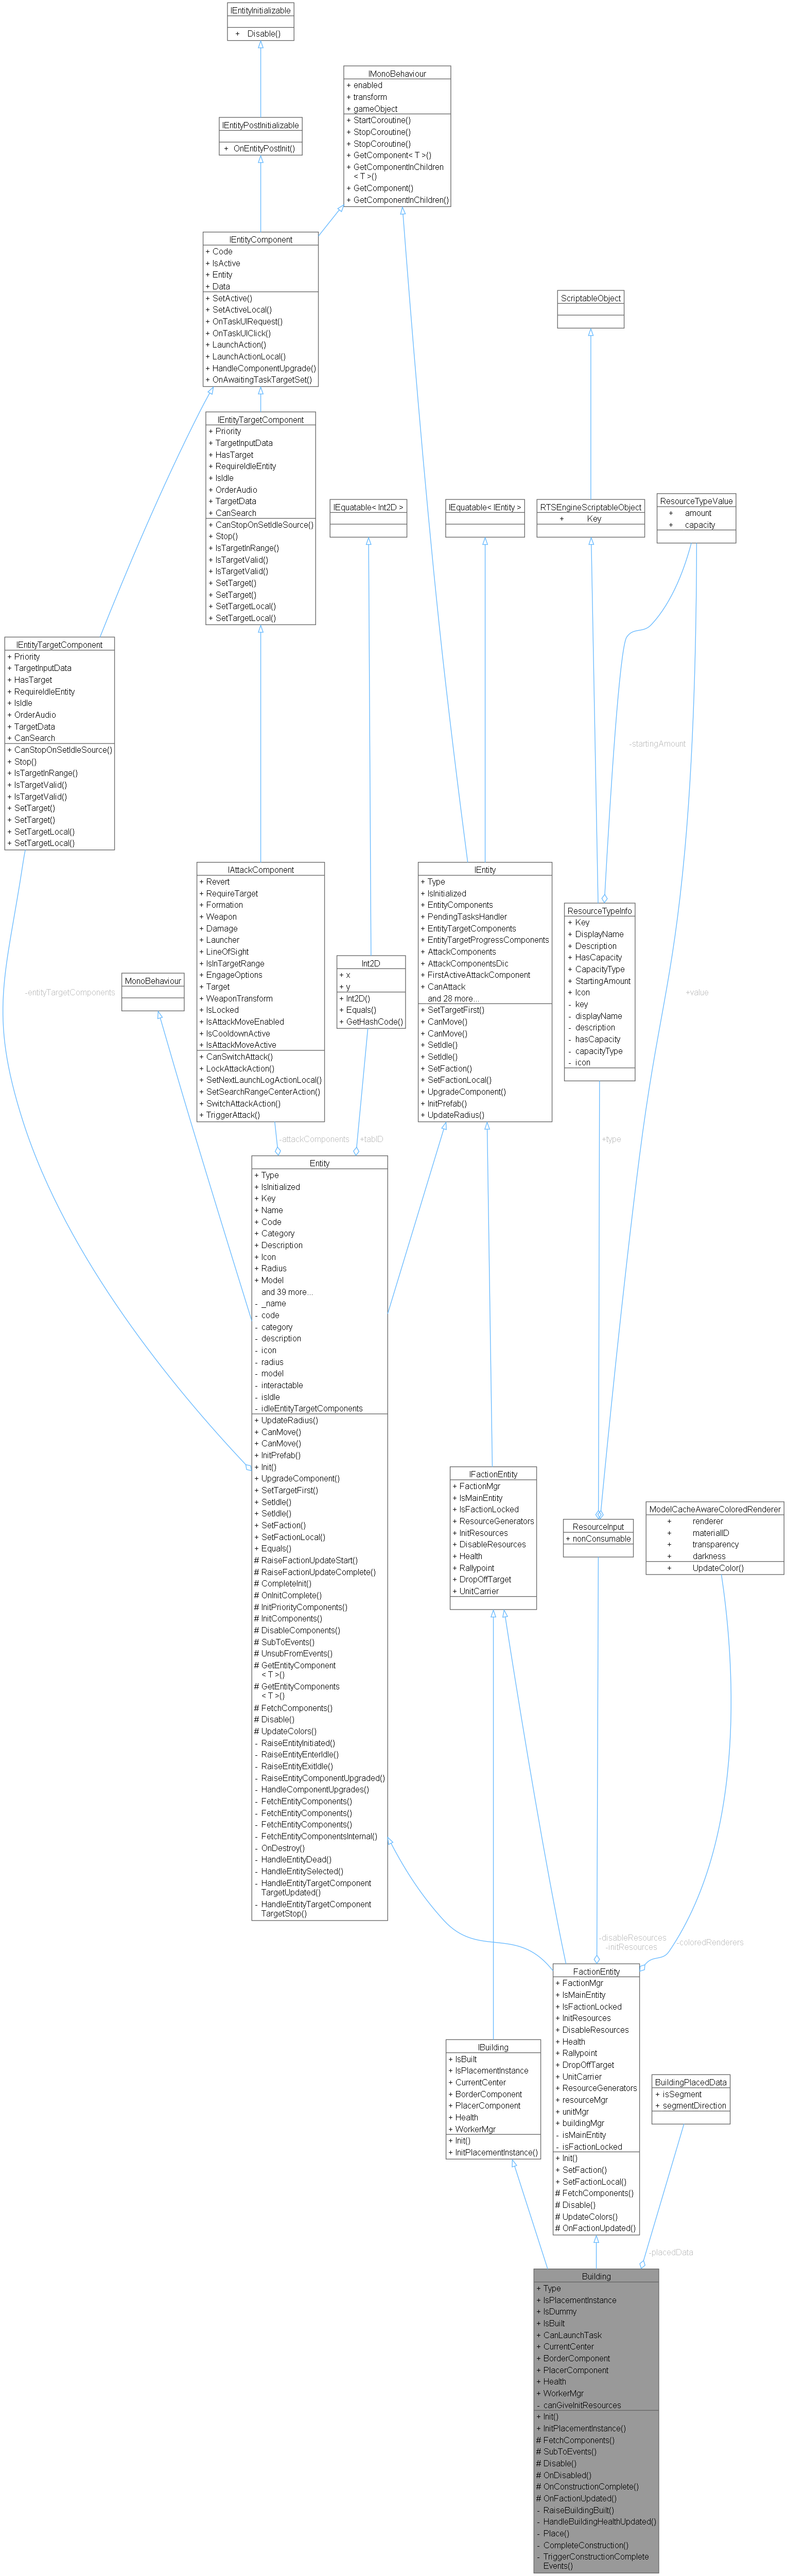 IEntityInitializable
+ Disable()
IMonoBehaviour
+ enabled
+ transform
+ gameObject
+ StartCoroutine()
+ StopCoroutine()
+ StopCoroutine()
+ GetComponent< T >()
+ GetComponentInChildren
< T >()
+ GetComponent()
+ GetComponentInChildren()
IEntityPostInitializable
+ OnEntityPostInit()
IEntityComponent
+ Code
+ IsActive
+ Entity
+ Data
+ SetActive()
+ SetActiveLocal()
+ OnTaskUIRequest()
+ OnTaskUIClick()
+ LaunchAction()
+ LaunchActionLocal()
+ HandleComponentUpgrade()
+ OnAwaitingTaskTargetSet()
ScriptableObject
IEntityTargetComponent
+ Priority
+ TargetInputData
+ HasTarget
+ RequireIdleEntity
+ IsIdle
+ OrderAudio
+ TargetData
+ CanSearch
+ CanStopOnSetIdleSource()
+ Stop()
+ IsTargetInRange()
+ IsTargetValid()
+ IsTargetValid()
+ SetTarget()
+ SetTarget()
+ SetTargetLocal()
+ SetTargetLocal()
IEquatable< Int2D >
IEquatable< IEntity >
RTSEngineScriptableObject
+ Key
ResourceTypeValue
+ amount
+ capacity
IEntityTargetComponent
+ Priority
+ TargetInputData
+ HasTarget
+ RequireIdleEntity
+ IsIdle
+ OrderAudio
+ TargetData
+ CanSearch
+ CanStopOnSetIdleSource()
+ Stop()
+ IsTargetInRange()
+ IsTargetValid()
+ IsTargetValid()
+ SetTarget()
+ SetTarget()
+ SetTargetLocal()
+ SetTargetLocal()
-startingAmount
+value
-entityTargetComponents
MonoBehaviour
IAttackComponent
+ Revert
+ RequireTarget
+ Formation
+ Weapon
+ Damage
+ Launcher
+ LineOfSight
+ IsInTargetRange
+ EngageOptions
+ Target
+ WeaponTransform
+ IsLocked
+ IsAttackMoveEnabled
+ IsCooldownActive
+ IsAttackMoveActive
+ CanSwitchAttack()
+ LockAttackAction()
+ SetNextLaunchLogActionLocal()
+ SetSearchRangeCenterAction()
+ SwitchAttackAction()
+ TriggerAttack()
Int2D
+ x
+ y
+ Int2D()
+ Equals()
+ GetHashCode()
IEntity
+ Type
+ IsInitialized
+ EntityComponents
+ PendingTasksHandler
+ EntityTargetComponents
+ EntityTargetProgressComponents
+ AttackComponents
+ AttackComponentsDic
+ FirstActiveAttackComponent
+ CanAttack
and 28 more...
+ SetTargetFirst()
+ CanMove()
+ CanMove()
+ SetIdle()
+ SetIdle()
+ SetFaction()
+ SetFactionLocal()
+ UpgradeComponent()
+ InitPrefab()
+ UpdateRadius()
ResourceTypeInfo
+ Key
+ DisplayName
+ Description
+ HasCapacity
+ CapacityType
+ StartingAmount
+ Icon
- key
- displayName
- description
- hasCapacity
- capacityType
- icon
-attackComponents
+tabID
+type
Entity
+ Type
+ IsInitialized
+ Key
+ Name
+ Code
+ Category
+ Description
+ Icon
+ Radius
+ Model
and 39 more...
- _name
- code
- category
- description
- icon
- radius
- model
- interactable
- isIdle
- idleEntityTargetComponents
+ UpdateRadius()
+ CanMove()
+ CanMove()
+ InitPrefab()
+ Init()
+ UpgradeComponent()
+ SetTargetFirst()
+ SetIdle()
+ SetIdle()
+ SetFaction()
+ SetFactionLocal()
+ Equals()
# RaiseFactionUpdateStart()
# RaiseFactionUpdateComplete()
# CompleteInit()
# OnInitComplete()
# InitPriorityComponents()
# InitComponents()
# DisableComponents()
# SubToEvents()
# UnsubFromEvents()
# GetEntityComponent
< T >()
# GetEntityComponents
< T >()
# FetchComponents()
# Disable()
# UpdateColors()
- RaiseEntityInitiated()
- RaiseEntityEnterIdle()
- RaiseEntityExitIdle()
- RaiseEntityComponentUpgraded()
- HandleComponentUpgrades()
- FetchEntityComponents()
- FetchEntityComponents()
- FetchEntityComponents()
- FetchEntityComponentsInternal()
- OnDestroy()
- HandleEntityDead()
- HandleEntitySelected()
- HandleEntityTargetComponent
TargetUpdated()
- HandleEntityTargetComponent
TargetStop()
IFactionEntity
+ FactionMgr
+ IsMainEntity
+ IsFactionLocked
+ ResourceGenerators
+ InitResources
+ DisableResources
+ Health
+ Rallypoint
+ DropOffTarget
+ UnitCarrier
ResourceInput
+ nonConsumable
ModelCacheAwareColoredRenderer
+ renderer
+ materialID
+ transparency
+ darkness
+ UpdateColor()
-disableResources
-initResources
-coloredRenderers
FactionEntity
+ FactionMgr
+ IsMainEntity
+ IsFactionLocked
+ InitResources
+ DisableResources
+ Health
+ Rallypoint
+ DropOffTarget
+ UnitCarrier
+ ResourceGenerators
+ resourceMgr
+ unitMgr
+ buildingMgr
- isMainEntity
- isFactionLocked
+ Init()
+ SetFaction()
+ SetFactionLocal()
# FetchComponents()
# Disable()
# UpdateColors()
# OnFactionUpdated()
IBuilding
+ IsBuilt
+ IsPlacementInstance
+ CurrentCenter
+ BorderComponent
+ PlacerComponent
+ Health
+ WorkerMgr
+ Init()
+ InitPlacementInstance()
BuildingPlacedData
+ isSegment
+ segmentDirection
-placedData
Building
+ Type
+ IsPlacementInstance
+ IsDummy
+ IsBuilt
+ CanLaunchTask
+ CurrentCenter
+ BorderComponent
+ PlacerComponent
+ Health
+ WorkerMgr
- canGiveInitResources
+ Init()
+ InitPlacementInstance()
# FetchComponents()
# SubToEvents()
# Disable()
# OnDisabled()
# OnConstructionComplete()
# OnFactionUpdated()
- RaiseBuildingBuilt()
- HandleBuildingHealthUpdated()
- Place()
- CompleteConstruction()
- TriggerConstructionComplete
Events()